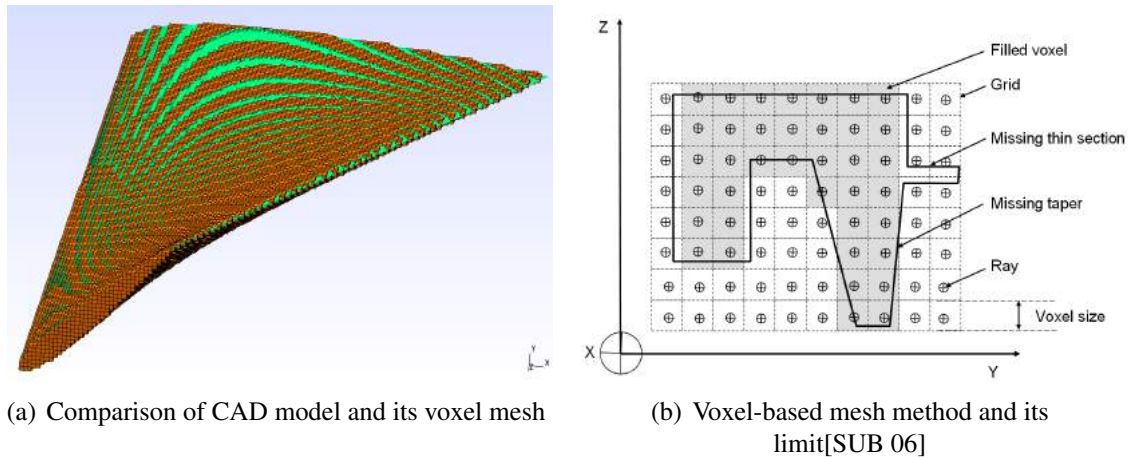 Z
Filled voxel
Grid
Missing thin section
Missing taper
Ray
Voxel size
X
Y
Y
X
(a) Comparison of CAD model and its voxel mesh
(b) Voxel-based mesh method and its
limit[SUB 06]